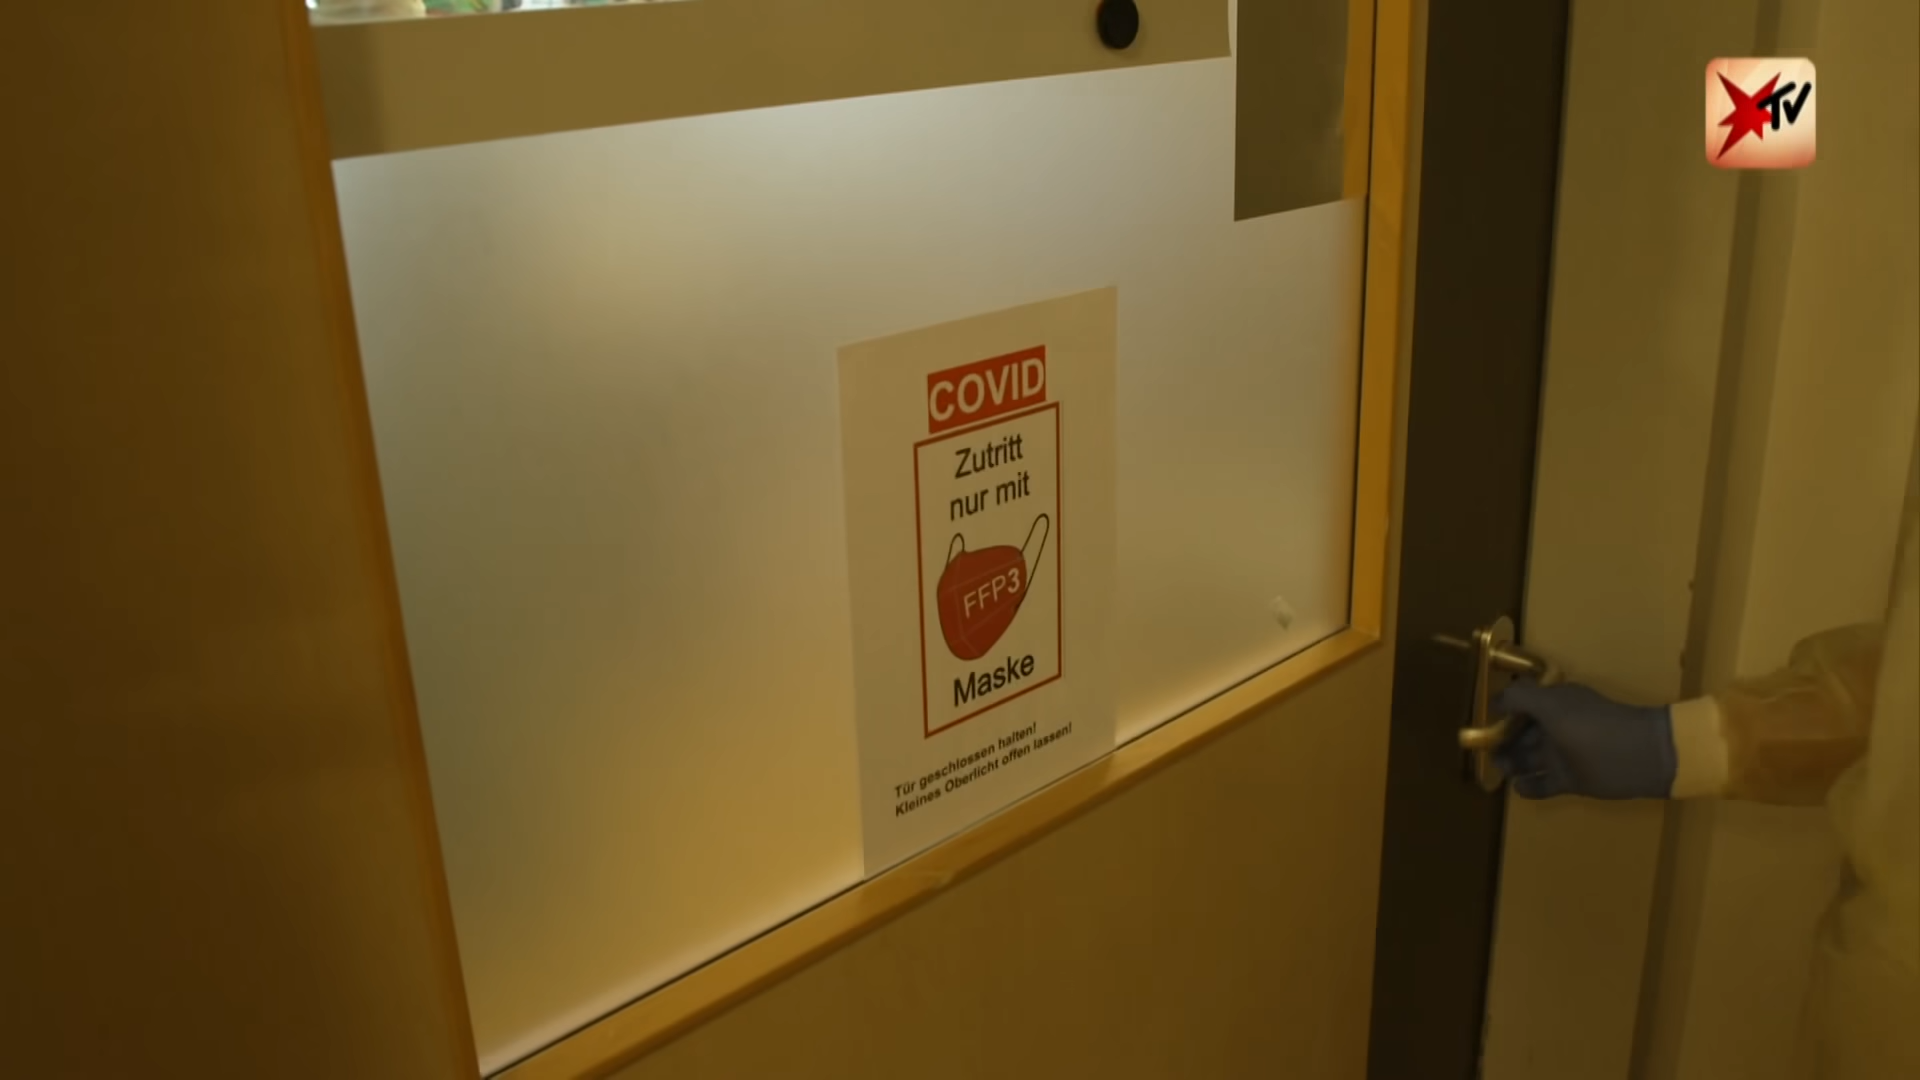 TV
COVID
Zutritt
nur mit
FFP3
Maske
Tür geschlossen halten!
Kleines Oberlicht offen lassen!